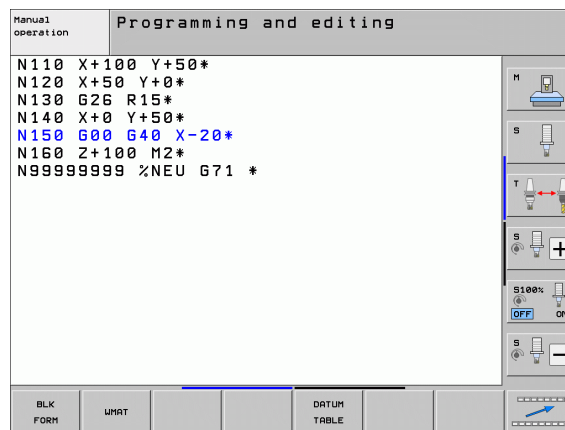 Manual
operation
Programming and editing
N110 X+100 Y+50*
N120 X+50 Y+0*
N130 G26 R15*
N140 X+0 Y+50*
N150 G00 G40 X-20*
N160 Z+100 M2*
N99999999 %NEU G71 *
M
S
T
S
+
S100%
OFF ON
S
-
BLK
FORM
WMAT
DATUM
TABLE